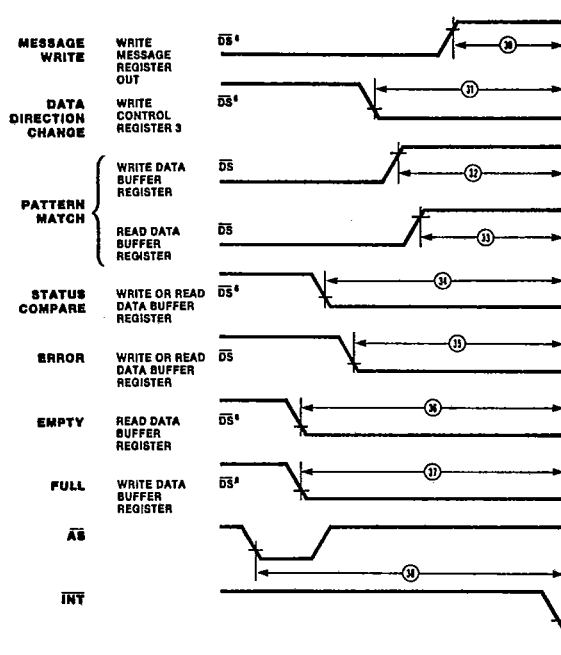 MESSAGE WRITE
WRITE MESSAGE REGISTER OUT
DS⁶
30
DATA DIRECTION CHANGE
WRITE CONTROL REGISTER 3
DS⁶
31
PATTERN MATCH
WRITE DATA BUFFER REGISTER
DS
32
READ DATA BUFFER REGISTER
DS
33
STATUS COMPARE
WRITE OR READ DATA BUFFER REGISTER
DS⁶
34
ERROR
WRITE OR READ DATA BUFFER REGISTER
DS
35
EMPTY
READ DATA BUFFER REGISTER
DS
36
FULL
WRITE DATA BUFFER REGISTER
DS
37
AS
38
INT